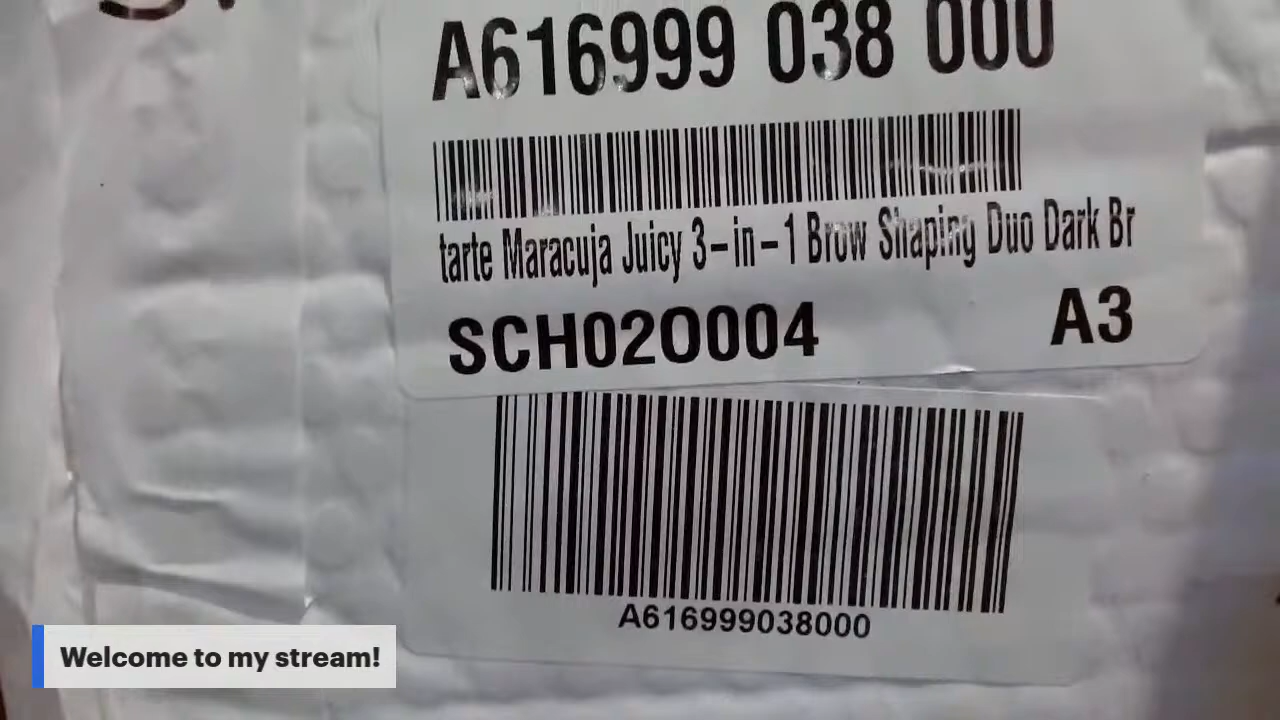 A616999 038 000
tarte Maracuja Juicy 3-in-1 Brow Shaping Duo Dark Br
SCH02O004 A3
A616999038000
Welcome to my stream!